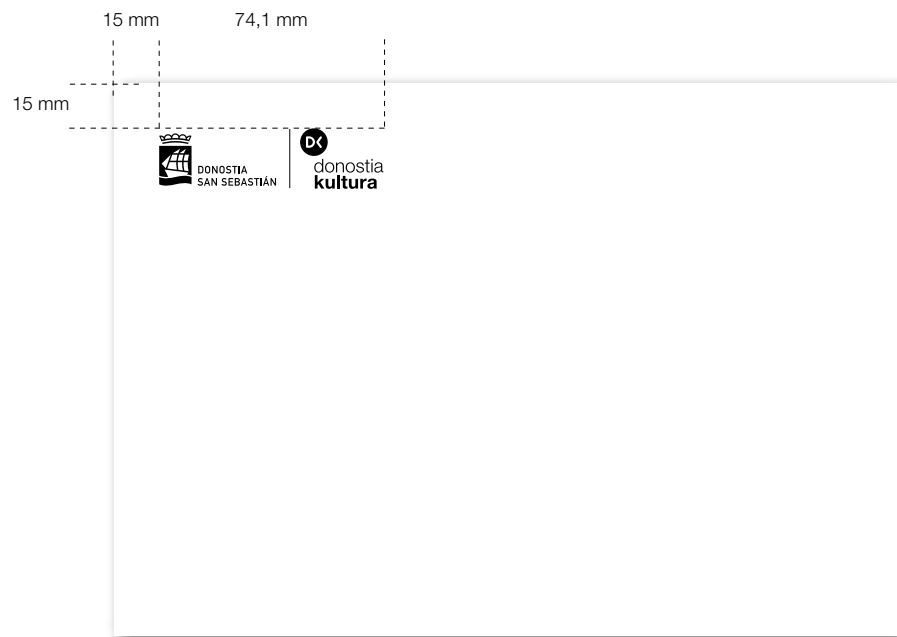 15 mm
74,1 mm
15 mm
DONOSTIA
SAN SEBASTIÁN
DK
donostia
kultura